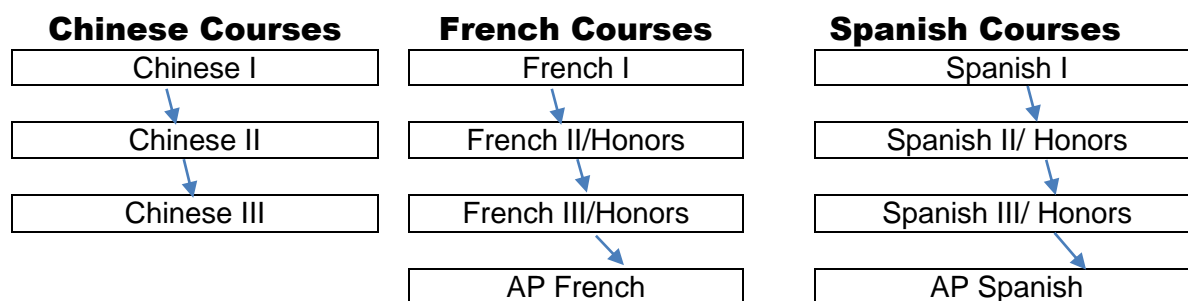 Chinese Courses
Chinese I
Chinese II
Chinese III
French Courses
French I
French II/Honors
French III/Honors
AP French
Spanish Courses
Spanish I
Spanish II/ Honors
Spanish III/ Honors
AP Spanish